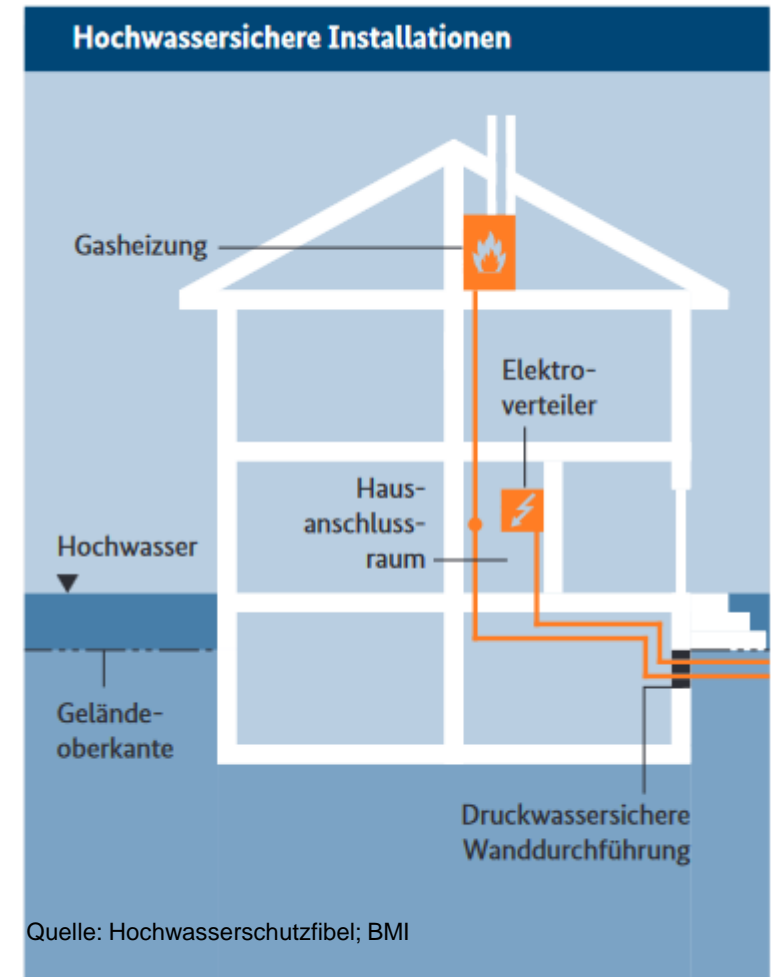 Hochwassersichere Installationen
Gasheizung
Elektro-
verteiler
Haus-
anschluss-
raum
Hochwasser
Gelände-
oberkante
Druckwassersichere
Wanddurchführung
Quelle: Hochwasserschutzfibel; BMI